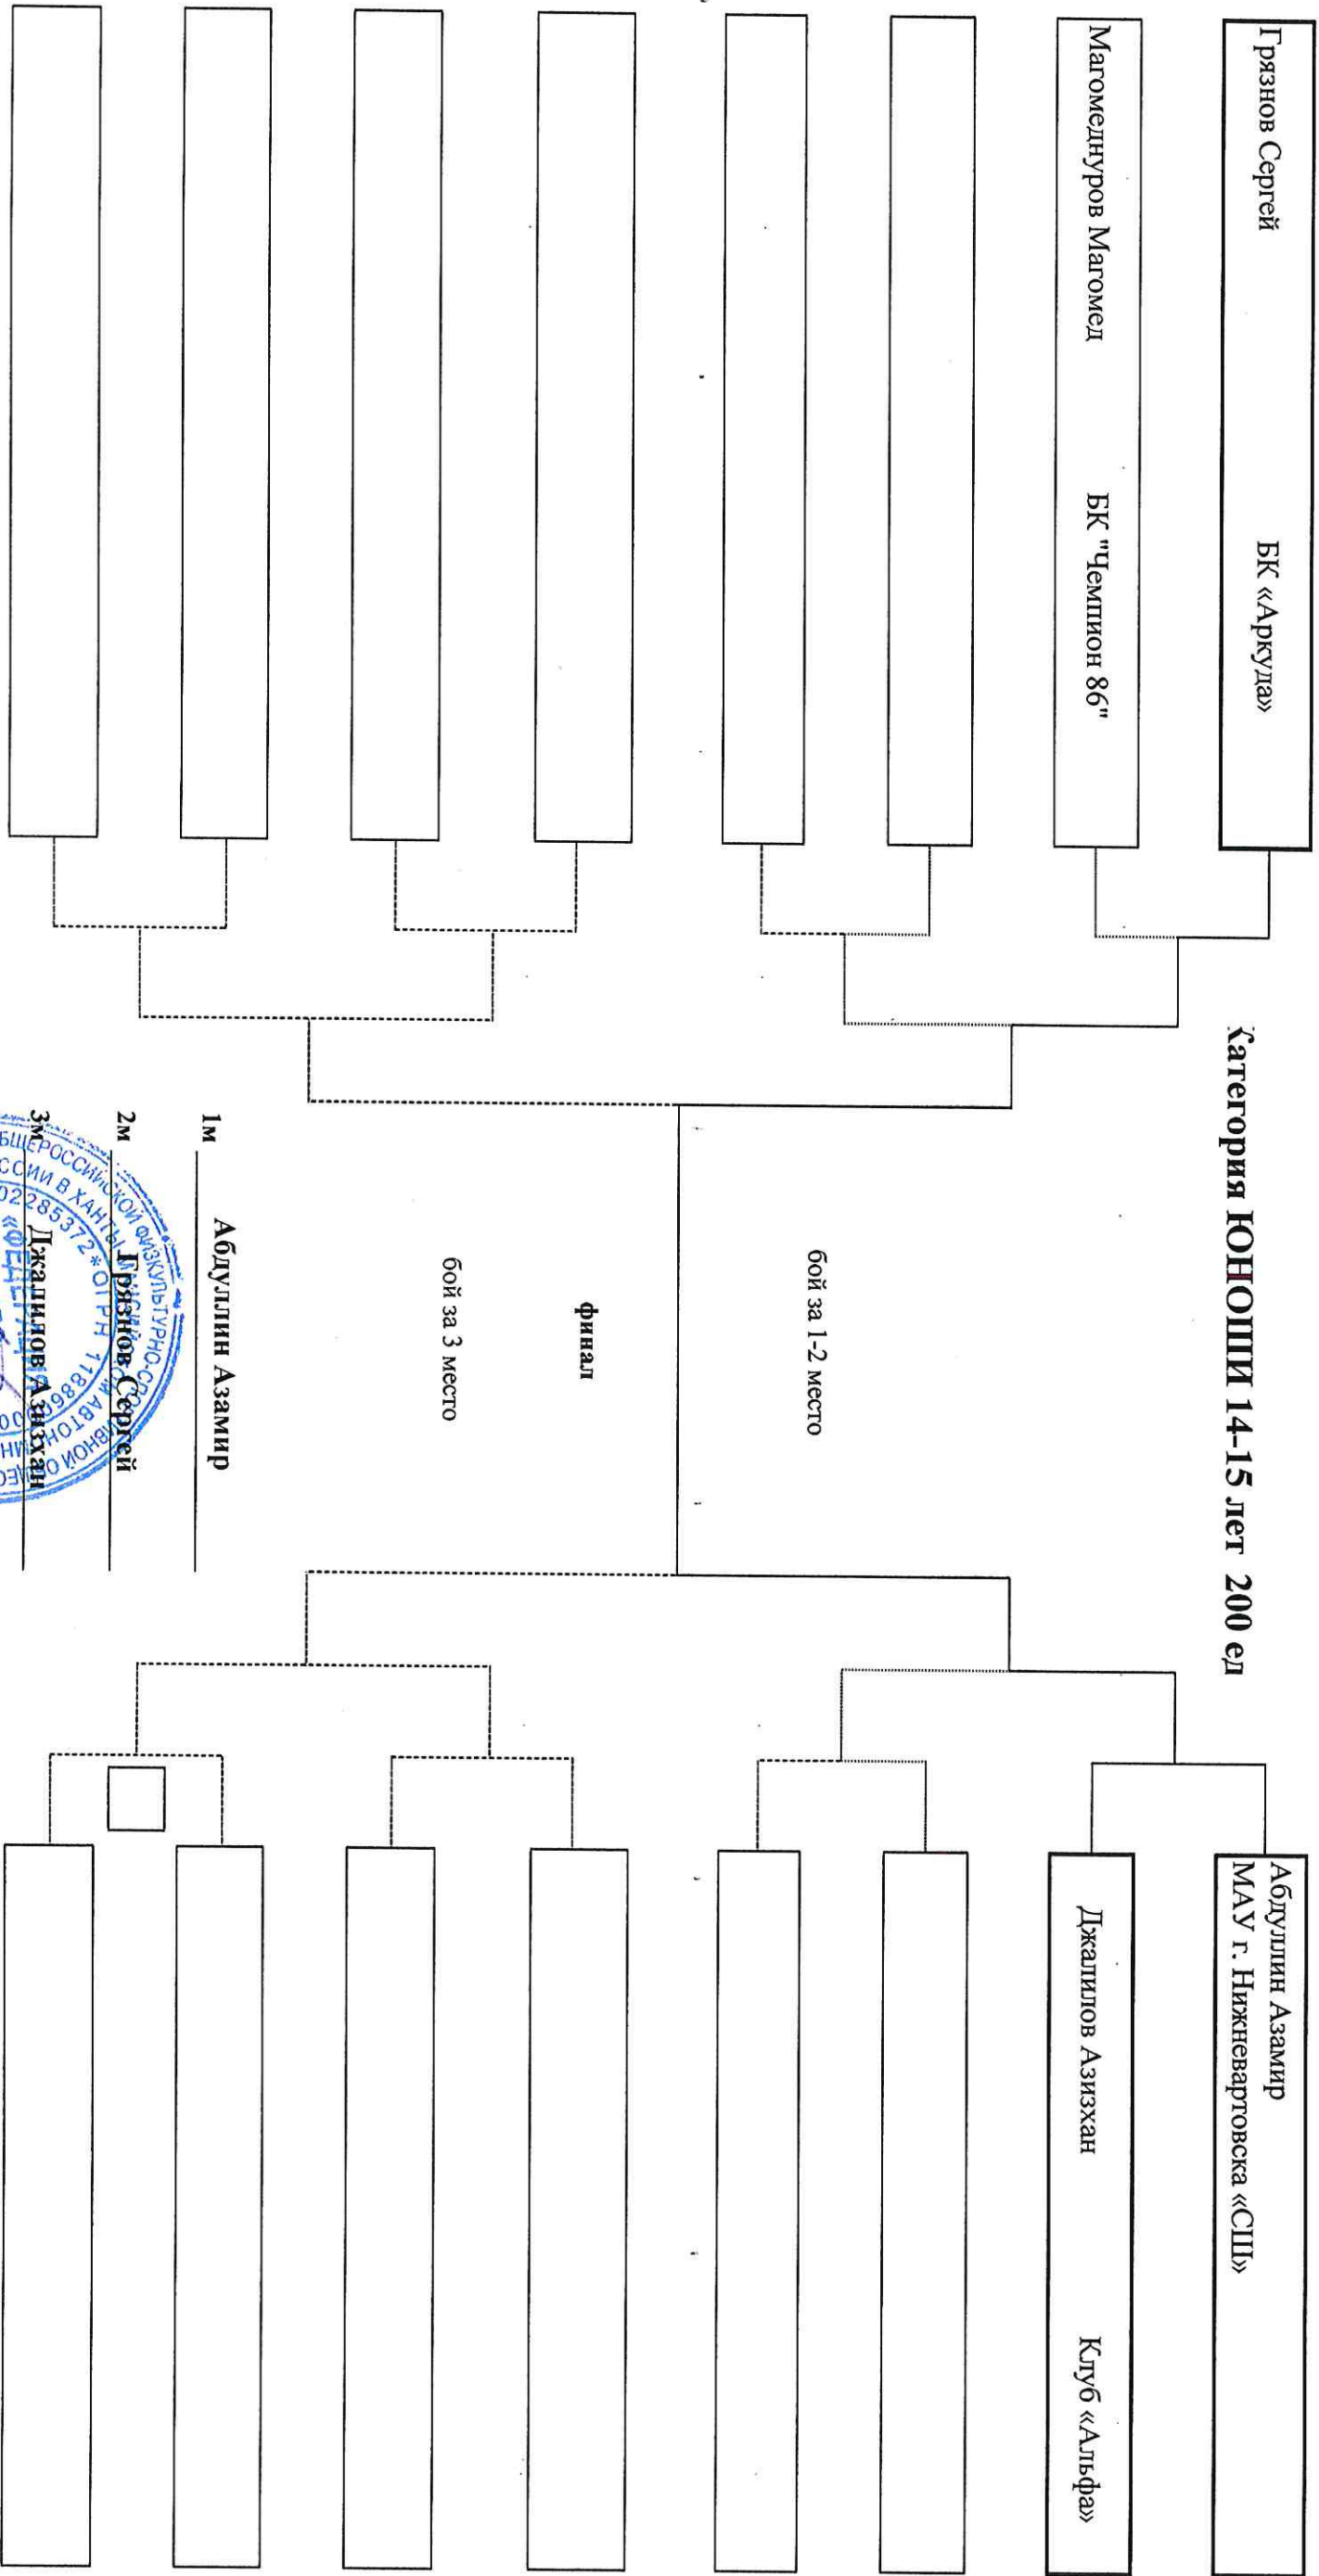 Категория ЮНОШИ 14-15 лет 200 ед
Грязнов Сергей БК «Аркуда»
Магомеднуров Магомед БК "Чемпион 86"
Абдуллин Азамир
МАУ г. Нижневартовска «СШ»
Джалилов Азизхан Клуб «Альфа»
бой за 1-2 место
финал
бой за 3 место
1м Абдуллин Азамир
2м Грязнов Сергей
3м Джалилов Азизхан